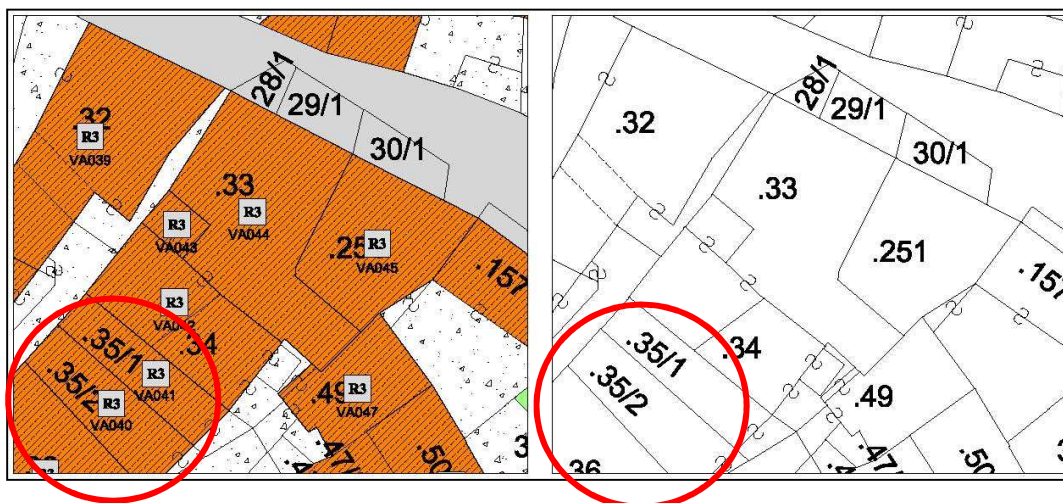 28/1
29/1
.32
R3
VA039
30/1
.33
R3
VA044
R3
VA043
R3
VA045
.157
R3
.34
.35/1
R3
VA041
.35/2
R3
VA040
R3
VA047
28/1
29/1
.32
30/1
.33
.251
.157
.35/1
.34
.35/2
.49
.36
.50